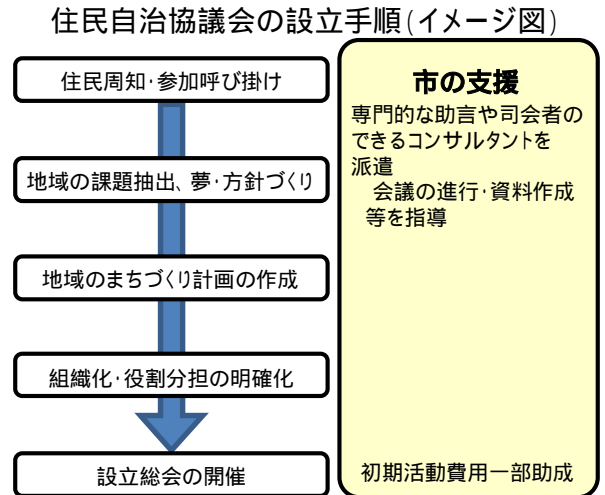 住民自治協議会の設立手順(イメージ図)
住民周知・参加呼び掛け
地域の課題抽出、夢・方針づくり
地域のまちづくり計画の作成
組織化・役割分担の明確化
設立総会の開催
市の支援
専門的な助言や司会者の
できるコンサルタントを
派遣
会議の進行・資料作成
等を指導
初期活動費用一部助成